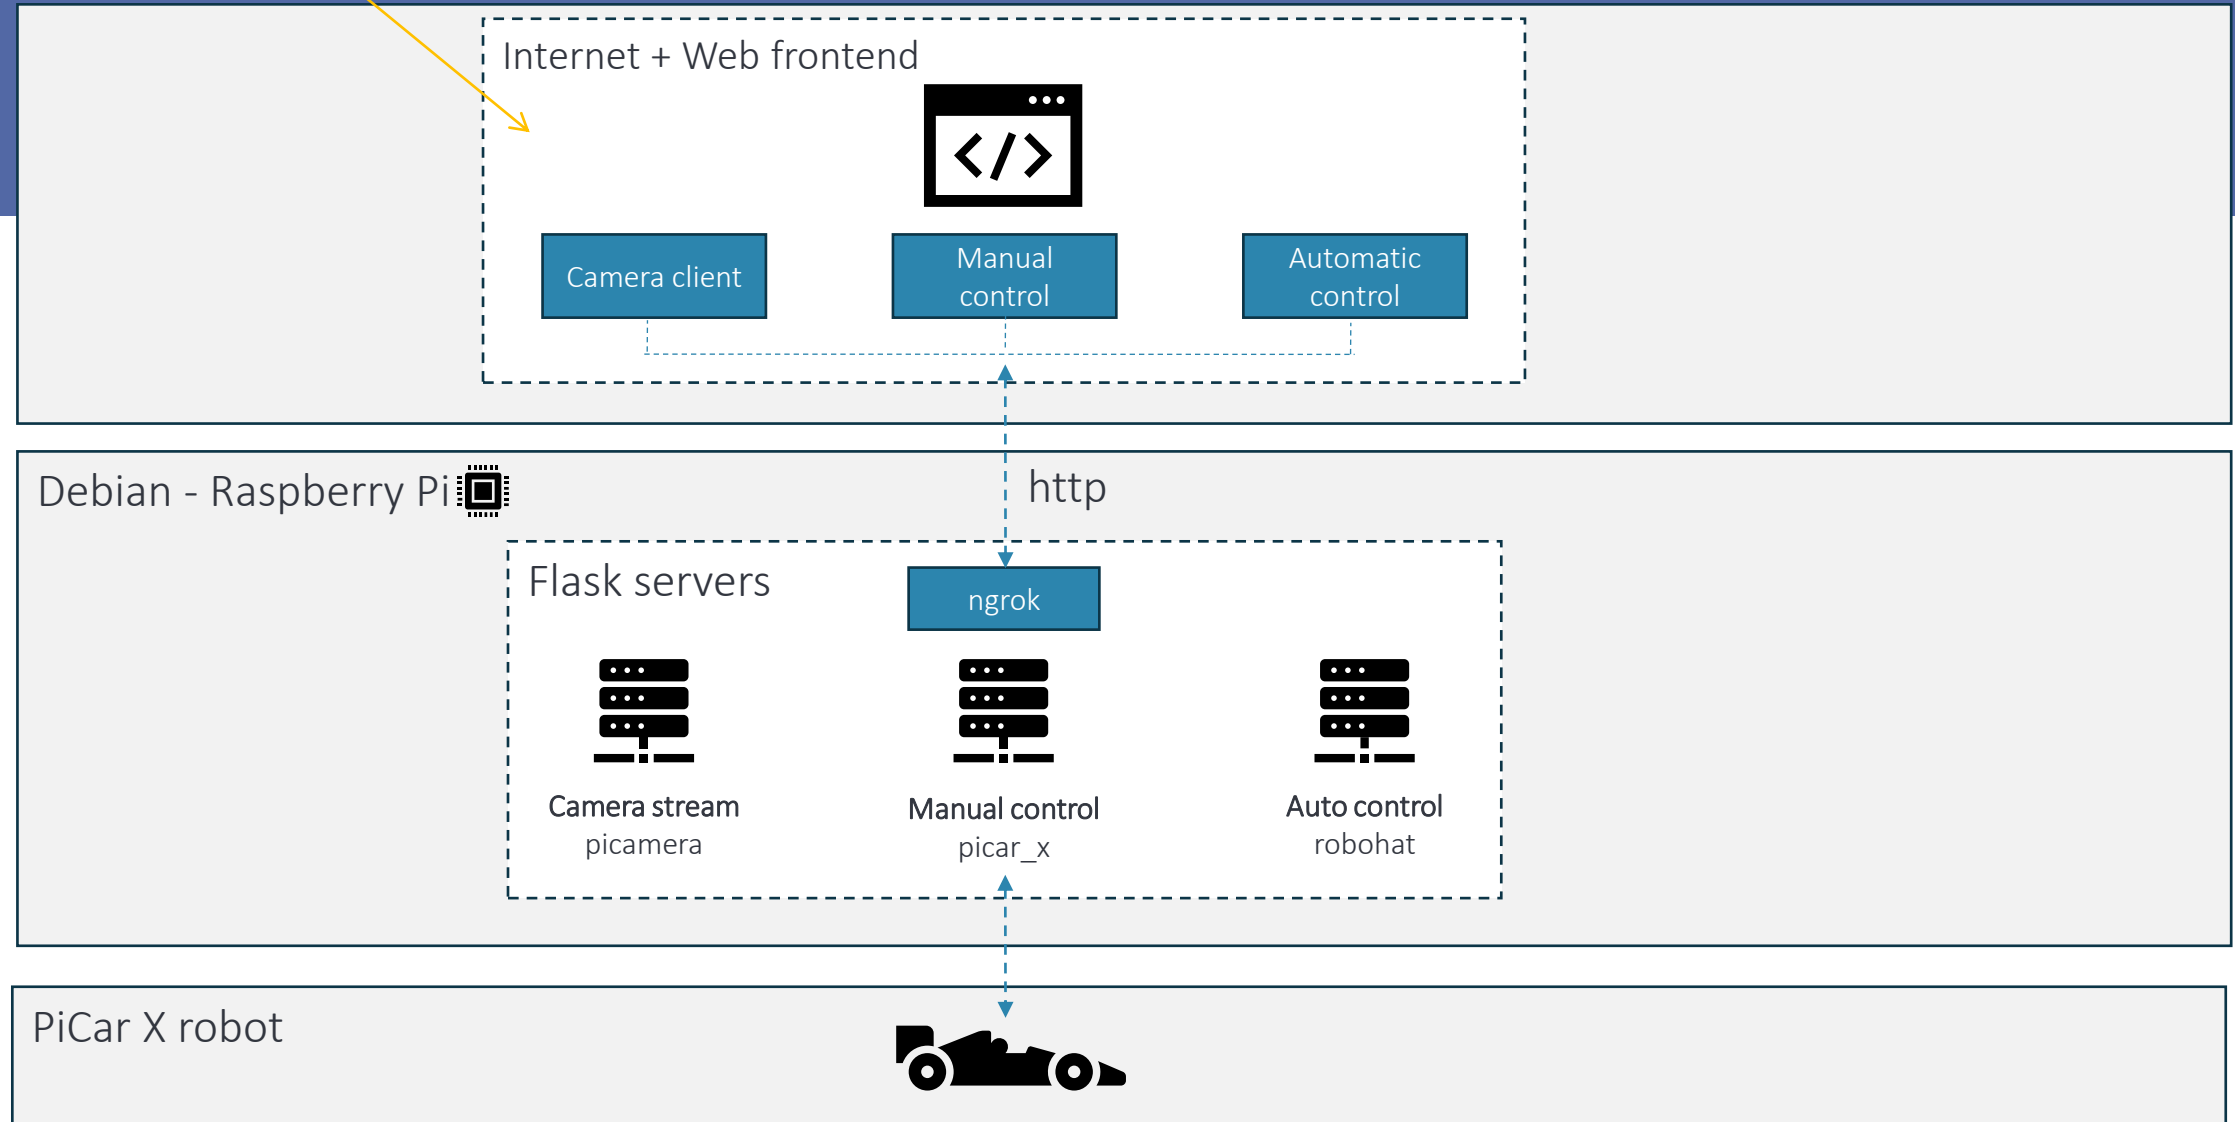 Internet + Web frontend
</>
Camera client
Manual
control
Automatic
control
Debian - Raspberry Pi
http
Flask servers
ngrok
Camera stream
picamera
Manual control
picar_x
Auto control
robohat
PiCar X robot